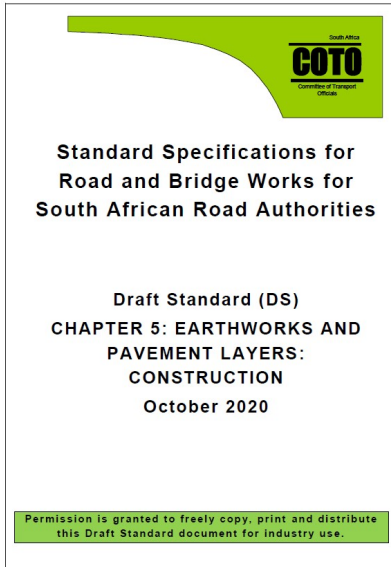 South Africa
COTO
Committee of Transport
Officials
Standard Specifications for
Road and Bridge Works for
South African Road Authorities
Draft Standard (DS)
CHAPTER 5: EARTHWORKS AND
PAVEMENT LAYERS:
CONSTRUCTION
October 2020
Permission is granted to freely copy, print and distribute
this Draft Standard document for industry use.